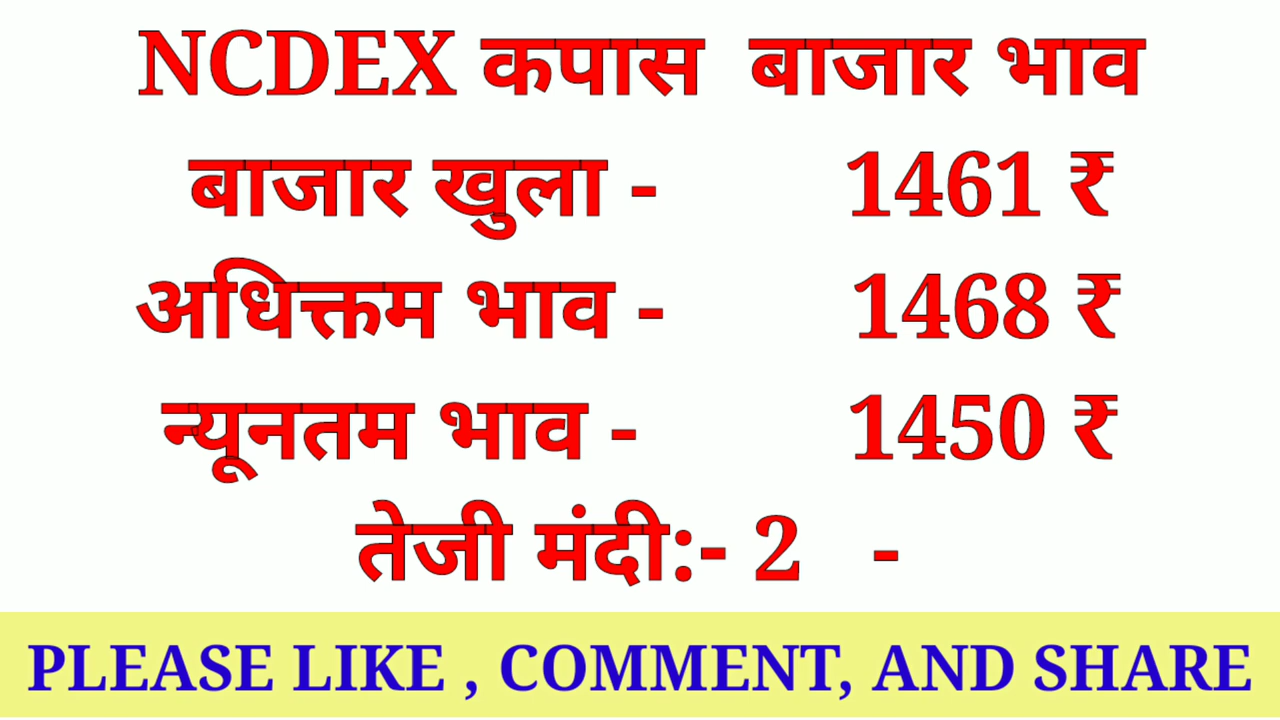 NCDEX कपास बाजार भाव
बाजार खुला - 1461 ₹
अधिक्तम भाव - 1468 ₹
न्यूनतम भाव - 1450 ₹
तेजी मंदी:- 2 -
PLEASE LIKE , COMMENT, AND SHARE